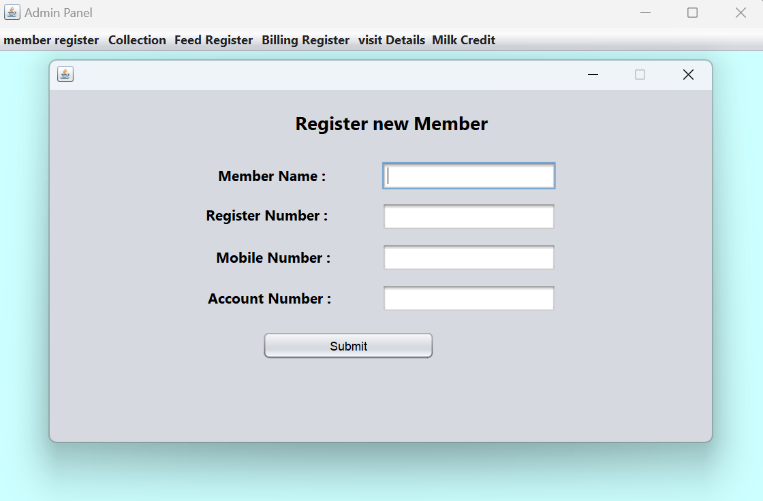 Admin Panel
member register Collection Feed Register Billing Register visit Details Milk Credit
Register new Member
Member Name :
Register Number :
Mobile Number :
Account Number :
Submit